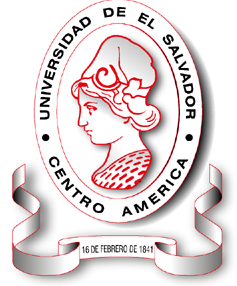 UNIVERSIDAD DE EL SALVADOR
CENTRO AMERICA
16 DE FEBRERO DE 1841